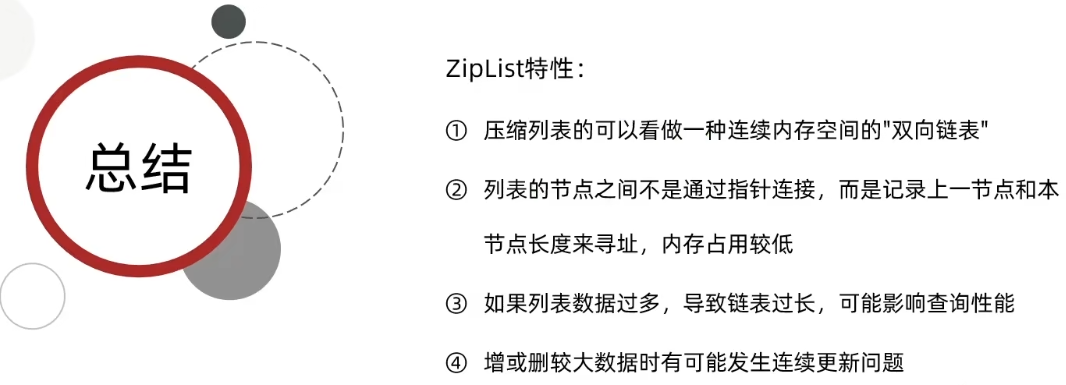 总结
ZipList特性：
① 压缩列表的可以看做一种连续内存空间的"双向链表"
② 列表的节点之间不是通过指针连接，而是记录上一节点和本
节点长度来寻址，内存占用较低
③ 如果列表数据过多，导致链表过长，可能影响查询性能
④ 增或删较大数据时有可能发生连续更新问题